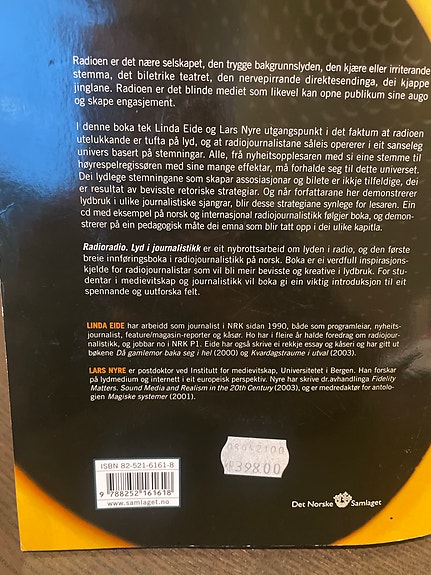 Radioen er det nære selskapet, den trygge bakgrunnslyden, den kjære eller irriterande
stemma, det biletrike teatret, den nervepirrande direktesendinga, dei kjappe
jinglane. Radioen er det blinde mediet som likevel kan opne publikum sine augo
og skape engasjement.
I denne boka tek Linda Eide og Lars Nyre utgangspunkt i det faktum at radioen
utelukkande er tufta på lyd, og at radiojournalistane såleis opererer i eit sanseleg
univers basert på stemningar. Alle, frå nyheitsopplesaren med si eine stemme til
høyrespelregissøren med sine mange effektar, må forhalde seg til dette universet.
Dei lydlege stemningane som skapar assosiasjonar og bilete er ikkje tilfeldige, dei
er resultat av bevisste retoriske strategiar. Og når forfattarane her demonstrerer
lydbruk i ulike journalistiske sjangrar, blir desse strategiane synlege for lesaren. Ein
cd med eksempel på norsk og internasjonal radiojournalistikk følgjer boka, og demon-
strerer på ein pedagogisk måte dei emna som blir tatt opp i dei ulike kapitla.
Radioradio. Lyd i journalistikk er eit nybrottsarbeid om lyden i radio, og den første
breie innføringsboka i radiojournalistikk på norsk. Boka er ei verdfull inspirasjons-
kjelde for radiojournalistar som vil bli meir bevisste og kreative i lydbruk. For stu-
dentar i medievitskap og journalistikk vil boka gi ein viktig introduksjon til eit
spennande og uutforska felt.
LINDA EIDE har arbeidd som journalist i NRK sidan 1990, både som programleiar, nyheits-
journalist, feature/magasin-reporter og kåsør. Ho har i fleire år halde foredrag om radiojour-
nalistikk, og jobbar no i NRK P1. Eide har også skrive ei rekkje essay og kåseri og har gitt ut
bøkene Då gamlemor baka seg i hel (2000) og Kvardagstraume i utval (2003).
LARS NYRE er postdoktor ved Institutt for medievitskap, Universitetet i Bergen. Han forskar
på lydmedium og internett i eit europeisk perspektiv. Nyre har skrive dr.avhandlinga Fidelity
Matters. Sound Media and Realism in the 20th Century (2003), og er medredaktør for antolo-
gien Magiske systemer (2001).
398.00
ISBN 82-521-6161-8
9 788252 161618
www.samlaget.no
Det Norske Samlaget